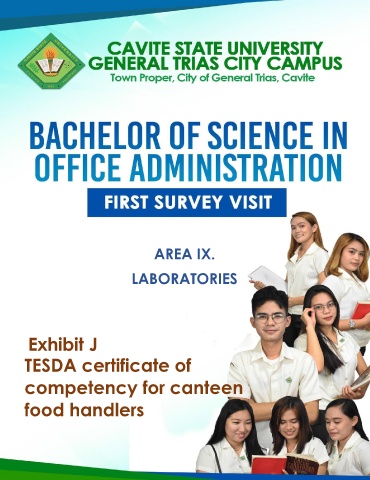 CAVITE STATE UNIVERSITY
GENERAL TRIAS CITY CAMPUS
Town Proper, City of General Trias, Cavite
BACHELOR OF SCIENCE IN
OFFICE ADMINISTRATION
FIRST SURVEY VISIT
AREA IX.
LABORATORIES
Exhibit J
TESDA certificate of
competency for canteen
food handlers